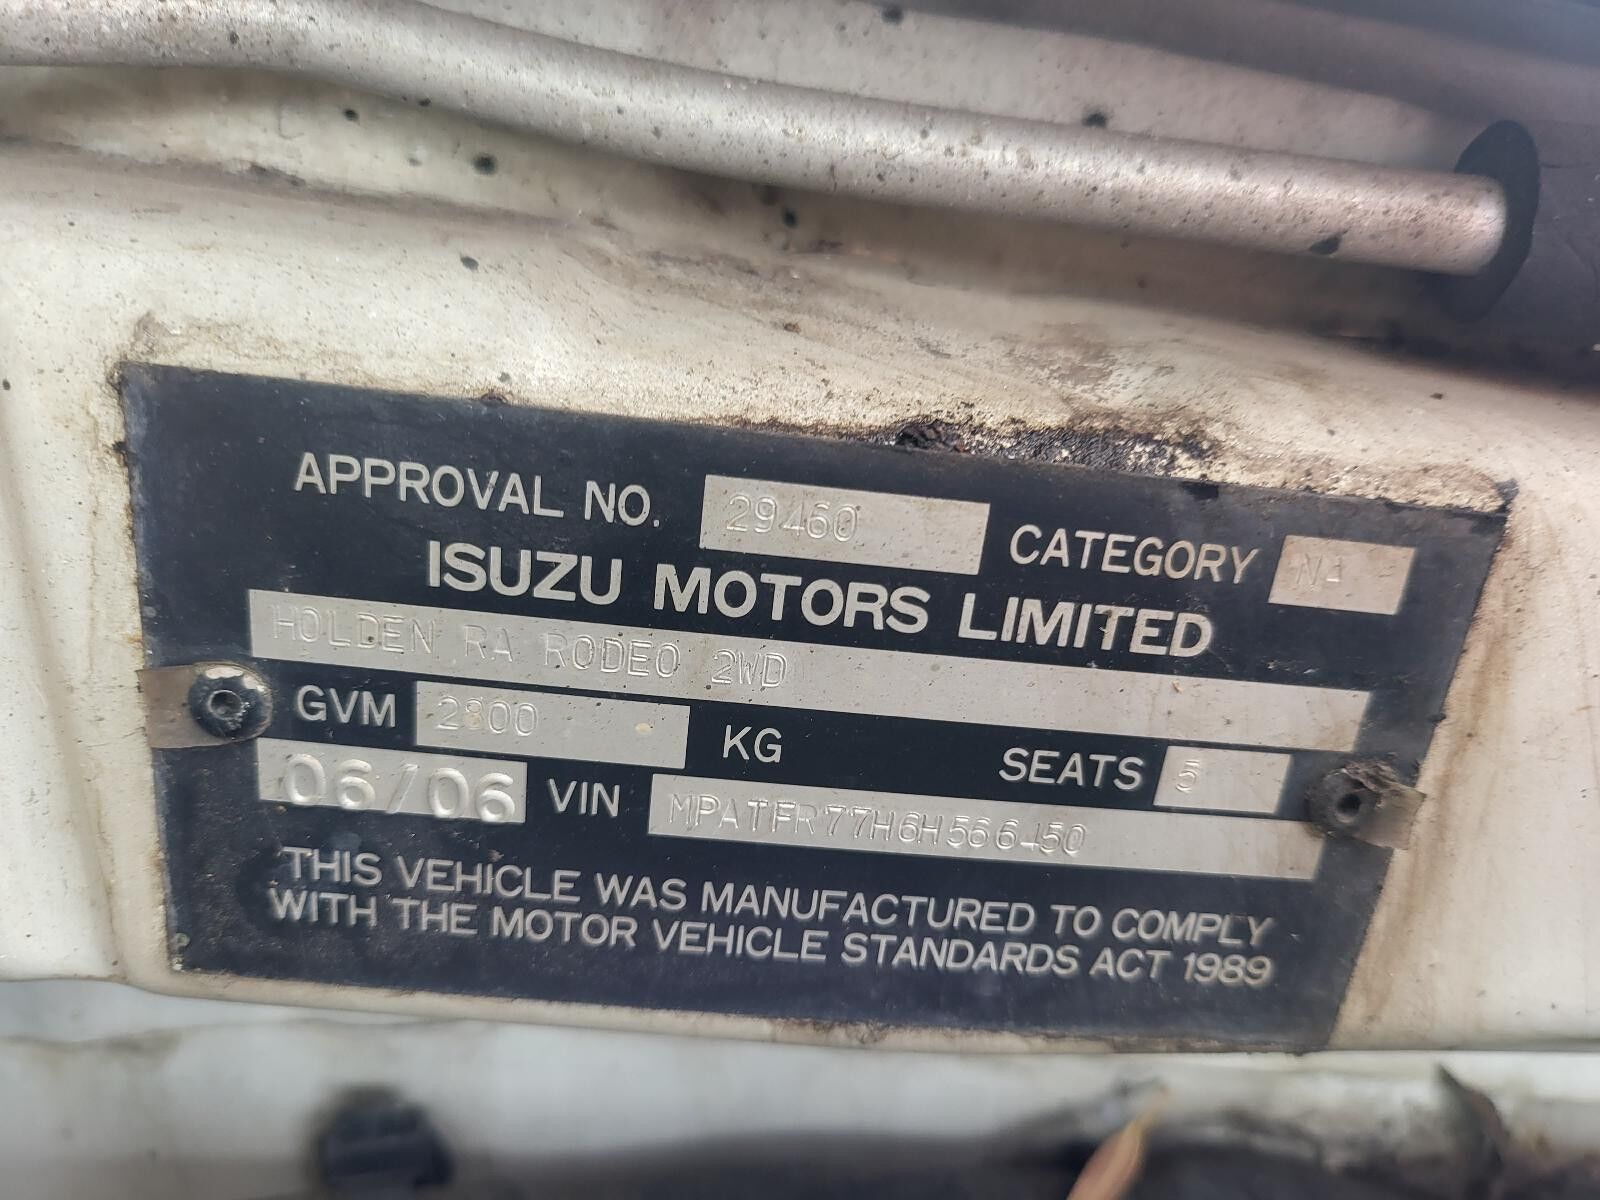 APPROVAL NO. 29460 CATEGORY NA
ISUZU MOTORS LIMITED
HOLDEN RA RODEO 2WD
GVM 2800 KG SEATS 5
06/06 VIN MPATFR77H6H566450
THIS VEHICLE WAS MANUFACTURED TO COMPLY
WITH THE MOTOR VEHICLE STANDARDS ACT 1989